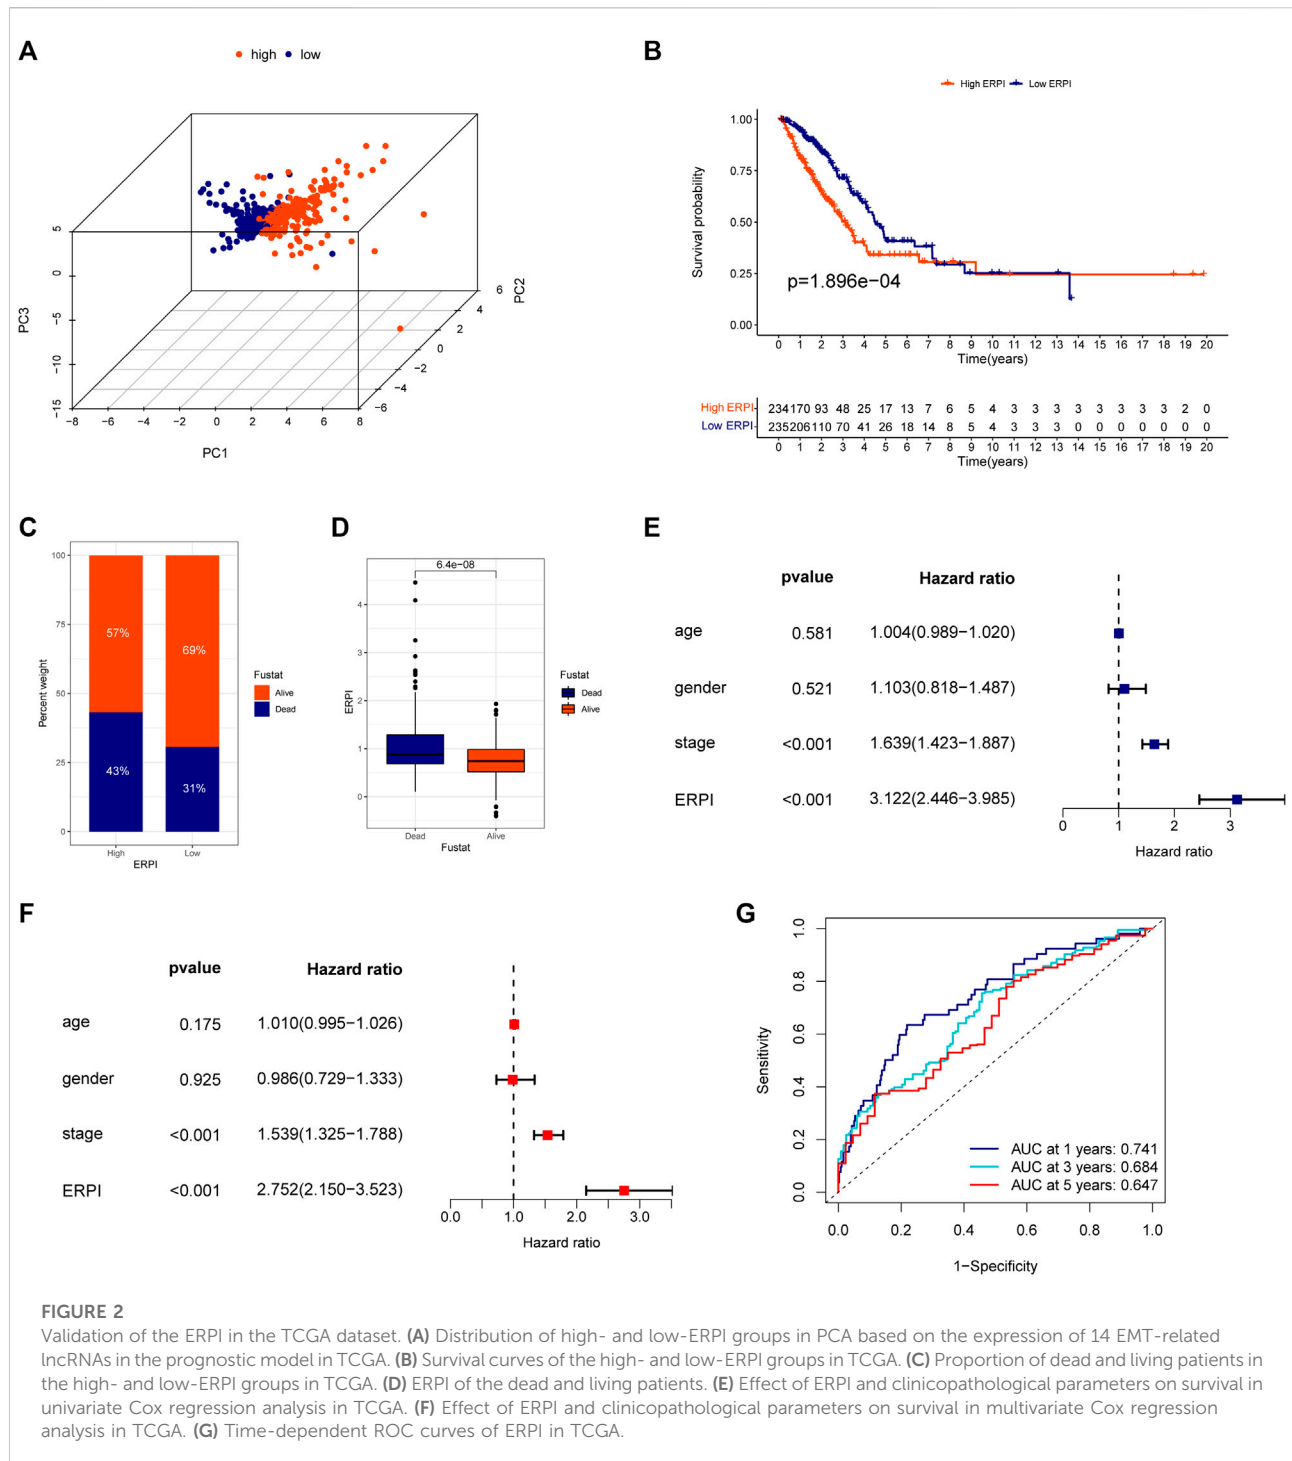 A
high low
5
0
−5
−10
−15
PC3
−8 −6 −4 −2 0 2 4 6 8
PC1
−6
−4
−2
0
2
4
6
PC2
B
High ERPI Low ERPI
1.00
0.75
0.50
0.25
0.00
Survival probability
p=1.896e−04
0 1 2 3 4 5 6 7 8 9 10 11 12 13 14 15 16 17 18 19 20
Time(years)
High ERPI 234 170 93 48 25 17 13 7 6 5 4 3 3 3 3 3 3 3 3 2 0
Low ERPI 235 206 110 70 41 26 18 14 8 5 4 3 3 3 0 0 0 0 0 0 0
0 1 2 3 4 5 6 7 8 9 10 11 12 13 14 15 16 17 18 19 20
Time(years)
C
100
75
50
25
0
Percent weight
57%
43%
69%
31%
High Low
ERPI
Fustat
Alive
Dead
D
6.4e−08
4
3
2
1
0
ERPI
Dead Alive
Fustat
Fustat
Dead
Alive
E
pvalue Hazard ratio
age 0.581 1.004(0.989−1.020)
gender 0.521 1.103(0.818−1.487)
stage <0.001 1.639(1.423−1.887)
ERPI <0.001 3.122(2.446−3.985)
0 1 2 3
Hazard ratio
F
pvalue Hazard ratio
age 0.175 1.010(0.995−1.026)
gender 0.925 0.986(0.729−1.333)
stage <0.001 1.539(1.325−1.788)
ERPI <0.001 2.752(2.150−3.523)
0.0 1.0 2.0 3.0
Hazard ratio
G
1.0
0.8
0.6
0.4
0.2
0.0
Sensitivity
AUC at 1 years: 0.741
AUC at 3 years: 0.684
AUC at 5 years: 0.647
0.0 0.2 0.4 0.6 0.8 1.0
1−Specificity
FIGURE 2
Validation of the ERPI in the TCGA dataset. (A) Distribution of high- and low-ERPI groups in PCA based on the expression of 14 EMT-related
lncRNAs in the prognostic model in TCGA. (B) Survival curves of the high- and low-ERPI groups in TCGA. (C) Proportion of dead and living patients in
the high- and low-ERPI groups in TCGA. (D) ERPI of the dead and living patients. (E) Effect of ERPI and clinicopathological parameters on survival in
univariate Cox regression analysis in TCGA. (F) Effect of ERPI and clinicopathological parameters on survival in multivariate Cox regression
analysis in TCGA. (G) Time-dependent ROC curves of ERPI in TCGA.